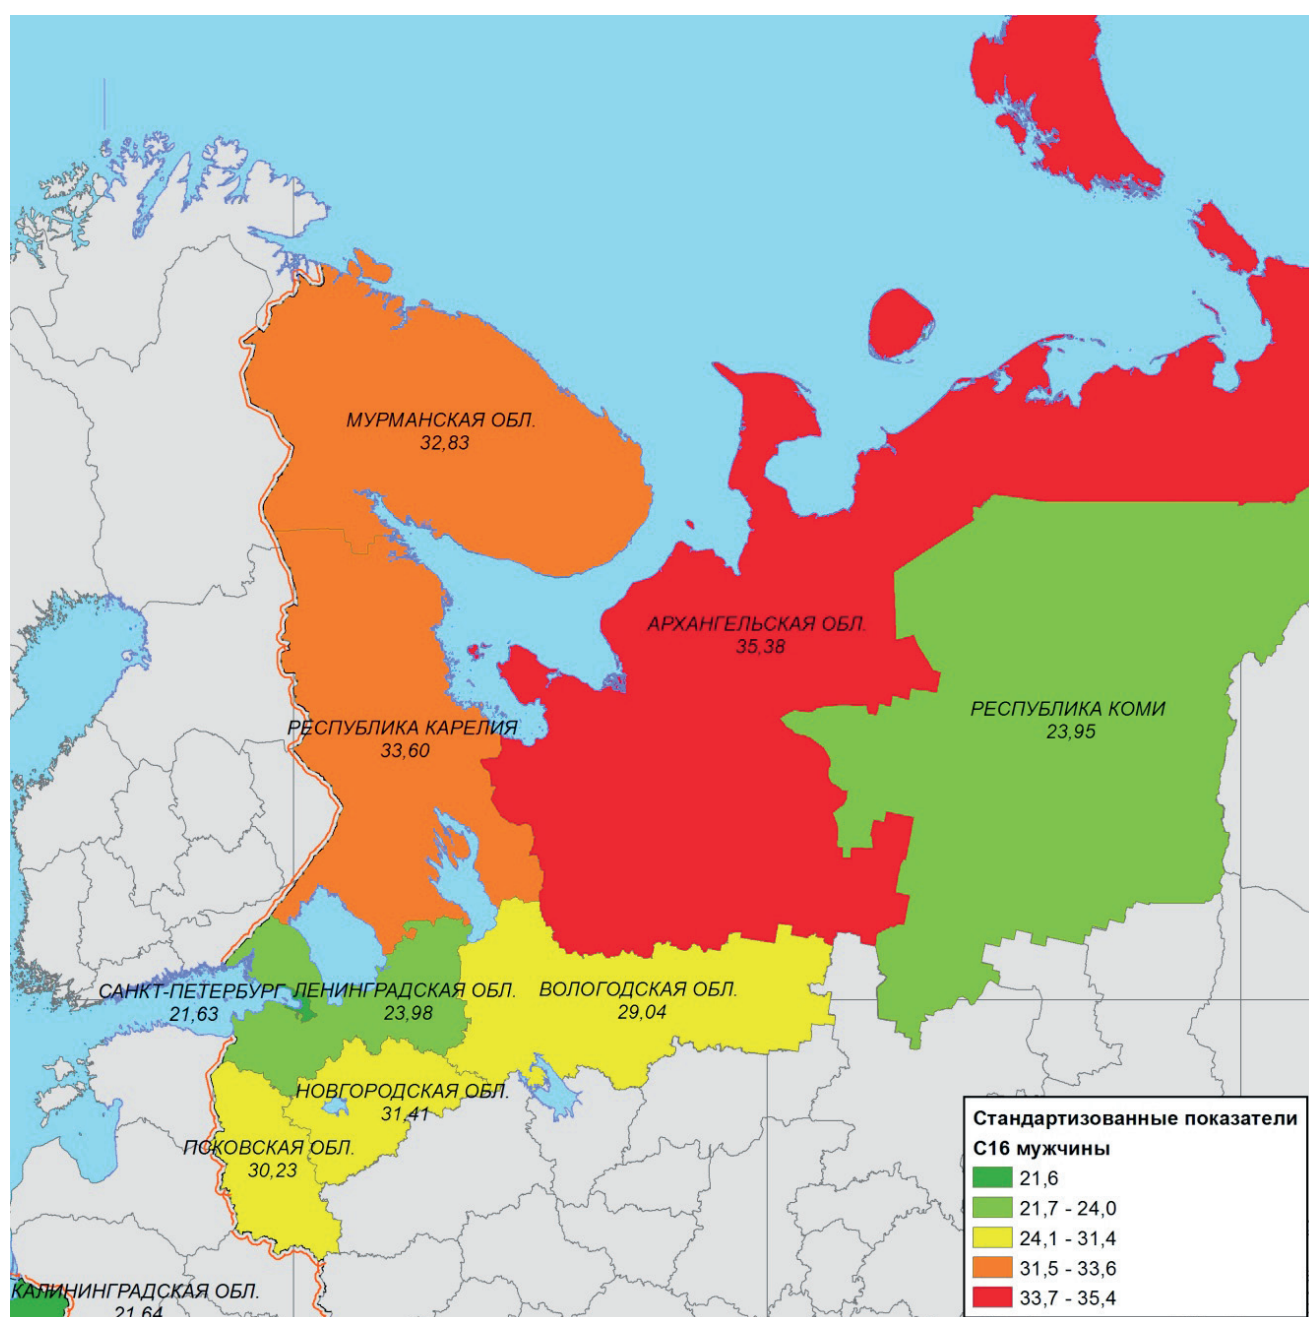 МУРМАНСКАЯ ОБЛ.
32,83
АРХАНГЕЛЬСКАЯ ОБЛ.
35,38
РЕСПУБЛИКА КОМИ
23,95
РЕСПУБЛИКА КАРЕЛИЯ
33,60
САНКТ-ПЕТЕРБУРГ
21,63
ЛЕНИНГРАДСКАЯ ОБЛ.
23,98
ВОЛОГОДСКАЯ ОБЛ.
29,04
НОВГОРОДСКАЯ ОБЛ.
31,41
ПСКОВСКАЯ ОБЛ.
30,23
КАЛИНИНГРАДСКАЯ ОБЛ.
21,64
Стандартизованные показатели
С16 мужчины
21,6
21,7 - 24,0
24,1 - 31,4
31,5 - 33,6
33,7 - 35,4